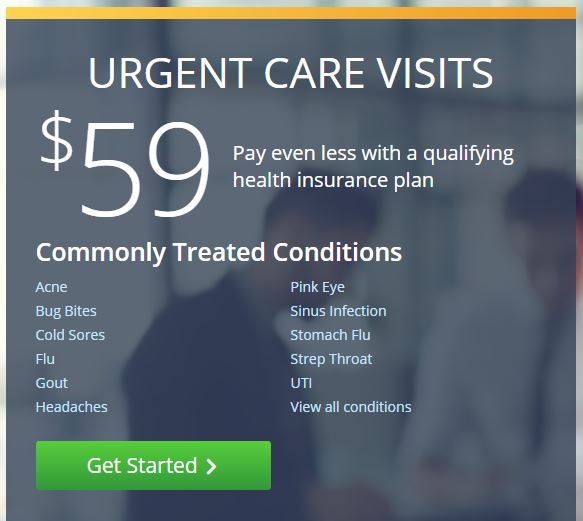 URGENT CARE VISITS
$59
Pay even less with a qualifying
health insurance plan
Commonly Treated Conditions
Acne
Bug Bites
Cold Sores
Flu
Gout
Headaches
Pink Eye
Sinus Infection
Stomach Flu
Strep Throat
UTI
View all conditions
Get Started